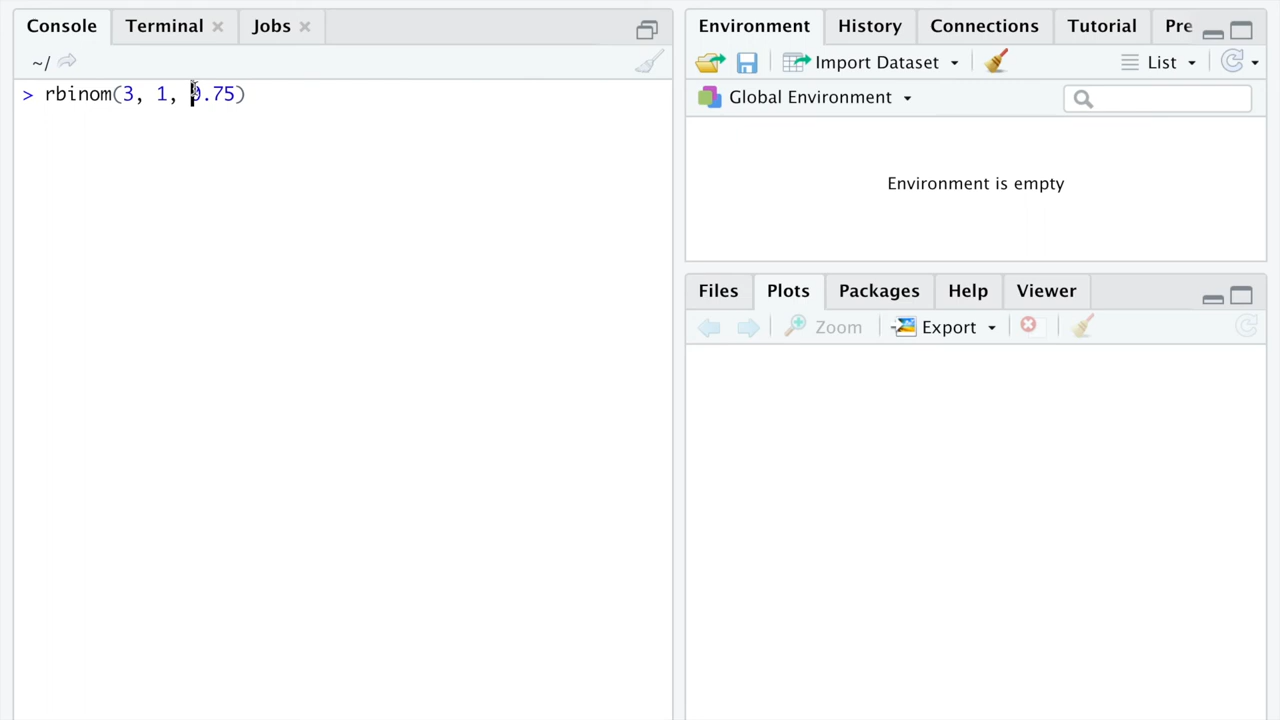 Console Terminal Jobs
~/
> rbinom(3, 1, 0.75)
Environment History Connections Tutorial Pre
Import Dataset List
Global Environment
Environment is empty
Files Plots Packages Help Viewer
Zoom Export